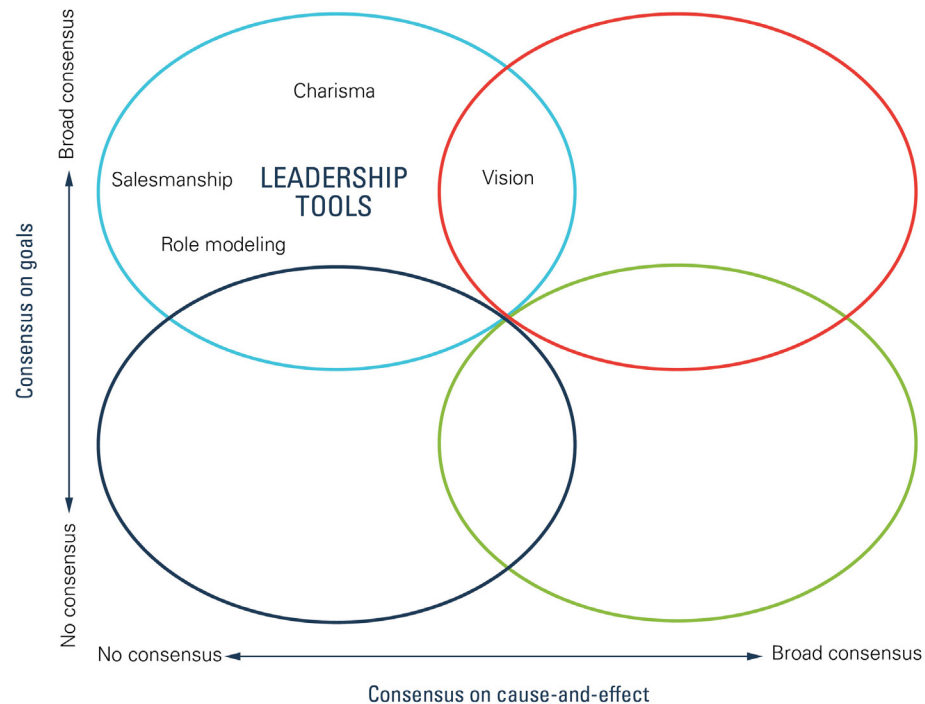 Broad consensus
Charisma
Salesmanship
LEADERSHIP
TOOLS
Vision
Role modeling
Consensus on goals
No consensus
No consensus
Broad consensus
Consensus on cause-and-effect